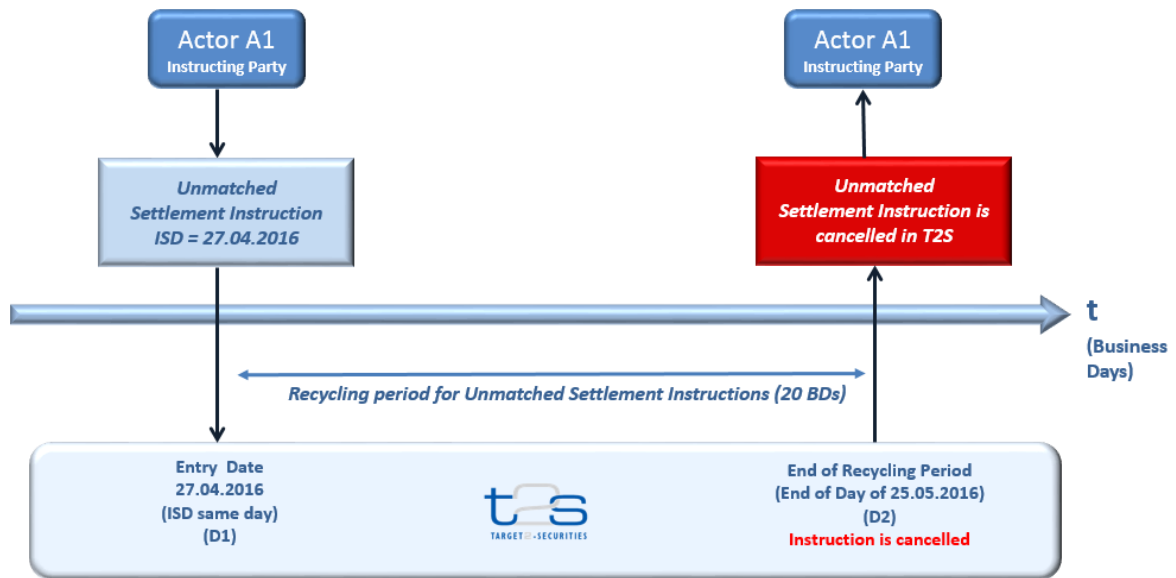 Actor A1
Instructing Party
Actor A1
Instructing Party
Unmatched
Settlement Instruction
ISD = 27.04.2016
Unmatched
Settlement Instruction is
cancelled in T2S
t
(Business
Days)
Recycling period for Unmatched Settlement Instructions (20 BDs)
Entry Date
27.04.2016
(ISD same day)
(D1)
t2s
TARGET2-SECURITIES
End of Recycling Period
(End of Day of 25.05.2016)
(D2)
Instruction is cancelled